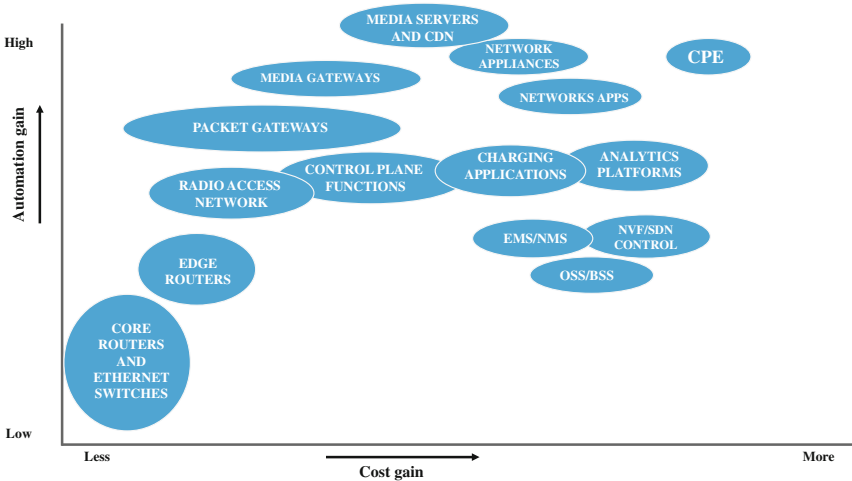 MEDIA SERVERS
AND CDN
High
NETWORK
APPLIANCES
CPE
MEDIA GATEWAYS
NETWORKS APPS
PACKET GATEWAYS
Automation gain
CONTROL PLANE
FUNCTIONS
CHARGING
APPLICATIONS
ANALYTICS
PLATFORMS
RADIO ACCESS
NETWORK
EMS/NMS
NVF/SDN
CONTROL
EDGE
ROUTERS
OSS/BSS
CORE
ROUTERS
AND
ETHERNET
SWITCHES
Low
Less
More
Cost gain